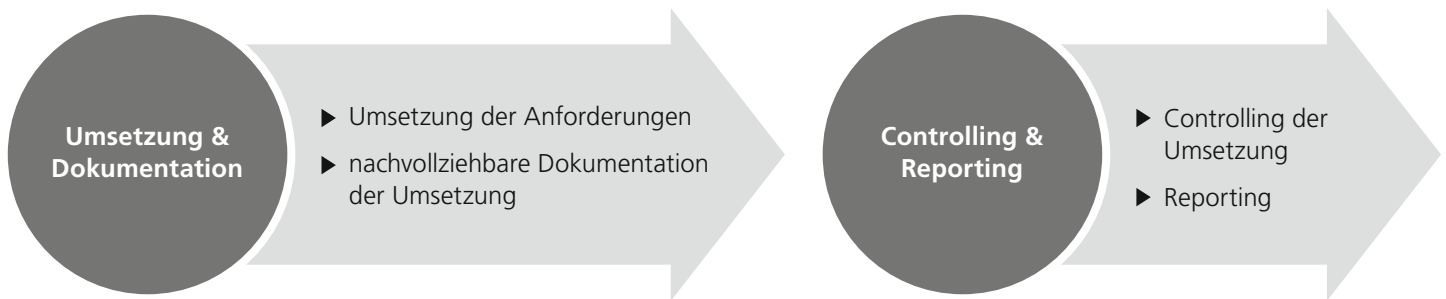 Umsetzung &
Dokumentation
▶ Umsetzung der Anforderungen
▶ nachvollziehbare Dokumentation
der Umsetzung
Controlling &
Reporting
▶ Controlling der
Umsetzung
▶ Reporting